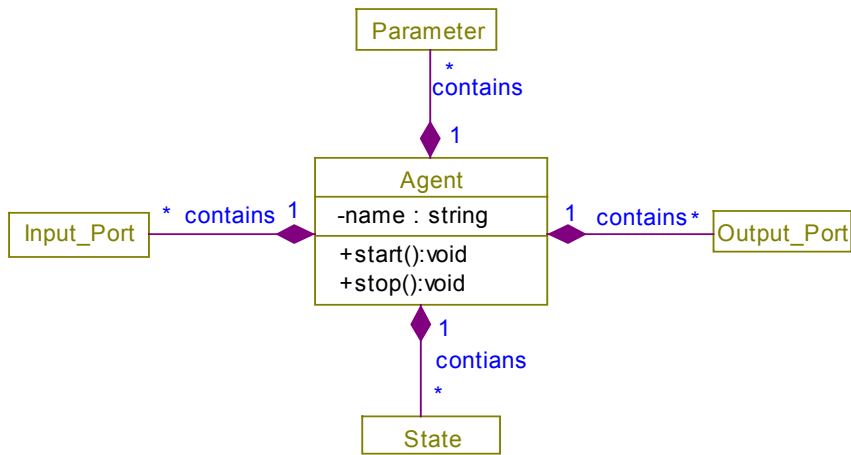 Parameter
*
contains
1
Agent
-name : string
+start():void
+stop():void
* contains 1
Input_Port
1 contains*
Output_Port
1
contians
*
State